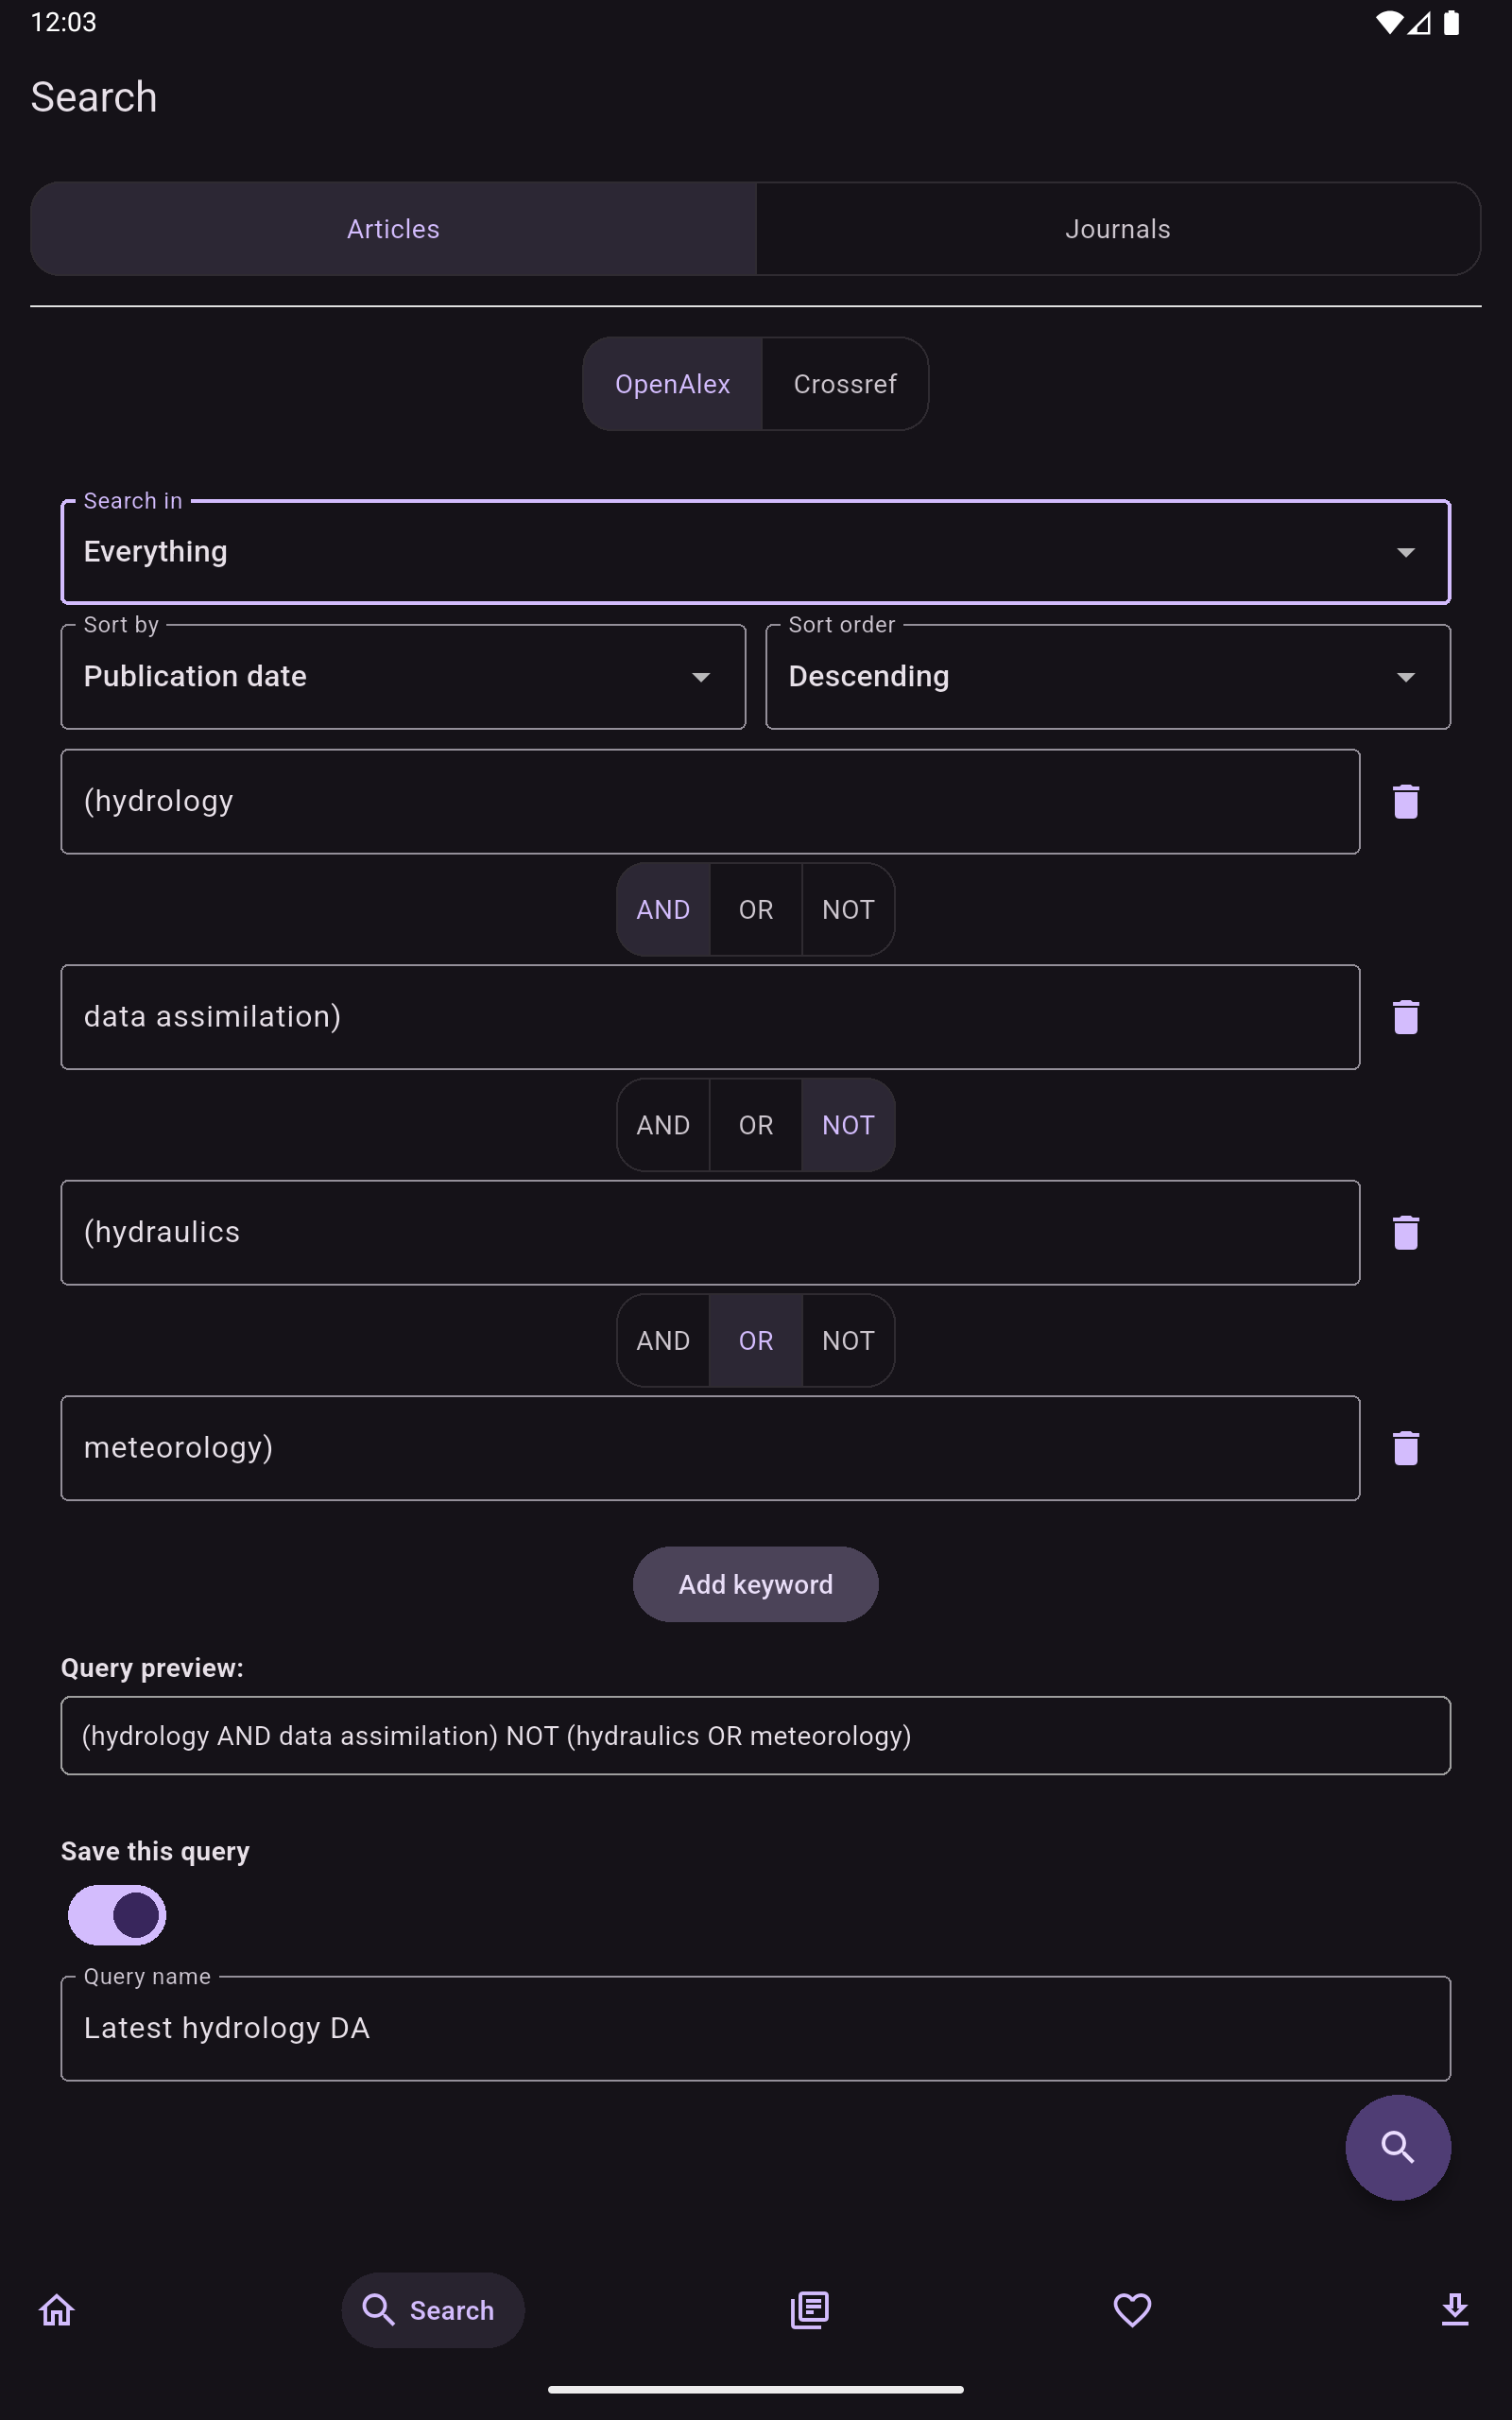 12:03
Search
Articles Journals
OpenAlex Crossref
Search in
Everything
Sort by Sort order
Publication date Descending
(hydrology
AND OR NOT
data assimilation)
AND OR NOT
(hydraulics
AND OR NOT
meteorology)
Add keyword
Query preview:
(hydrology AND data assimilation) NOT (hydraulics OR meteorology)
Save this query
Query name
Latest hydrology DA
Search